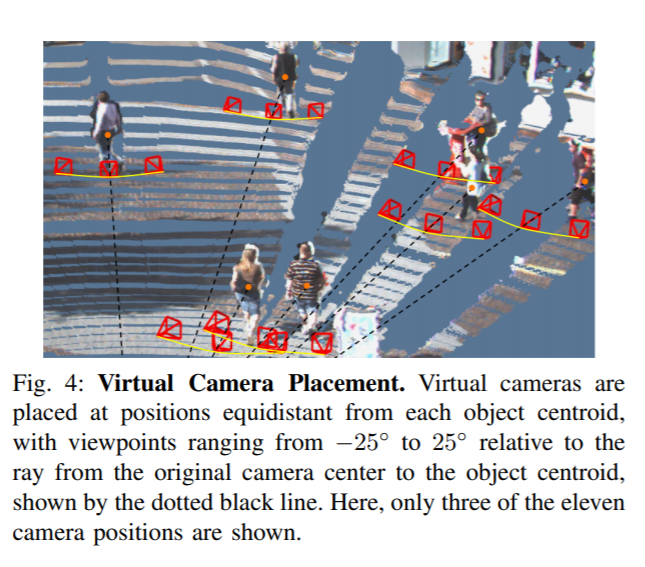 Fig. 4: Virtual Camera Placement. Virtual cameras are
placed at positions equidistant from each object centroid,
with viewpoints ranging from −25° to 25° relative to the
ray from the original camera center to the object centroid,
shown by the dotted black line. Here, only three of the eleven
camera positions are shown.